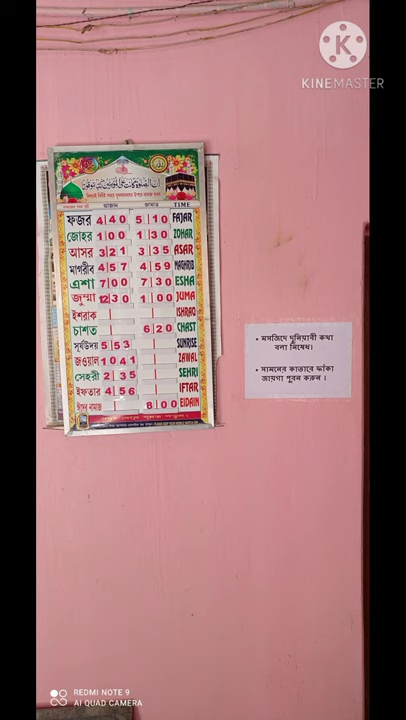 K
KINEMASTER
আজান জামাত TIME
ফজর 4 40 5 10 FAJAR
জোহর 1 00 1 30 ZOHAR
আসর 3 21 3 35 ASAR
মাগরীব 4 57 4 59 MAGHRIB
এশা 7 00 7 30 ESHA
জুম্মা 12 30 1 00 JUMA
ইশরাক ISHRAQ
চাশত 6 20 CHAST
সূর্যউদয় 5 53 SUNRISE
জওয়াল 10 41 ZAWAL
সেহরী 2 35 SEHRI
ইফতার 4 56 IFTAR
ঈদের নামাজ 8 00 EIDAIN
• মসজিদে দুনিয়াবী কথা
বলা নিষেধ।
• সামনের কাতারে ফাঁকা
জায়গা পূরন করুন।
REDMI NOTE 9
AI QUAD CAMERA